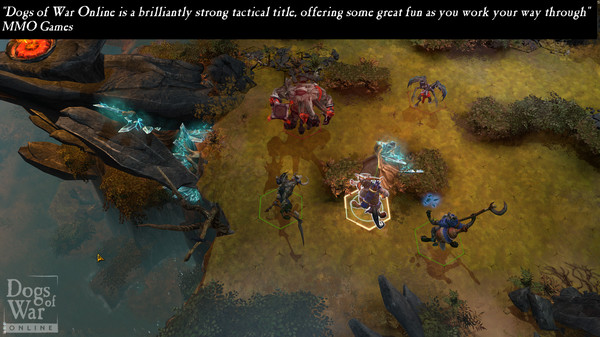 "Dogs of War Online is a brilliantly strong tactical title, offering some great fun as you work your way through"
MMO Games
Dogs
of
War
ONLINE